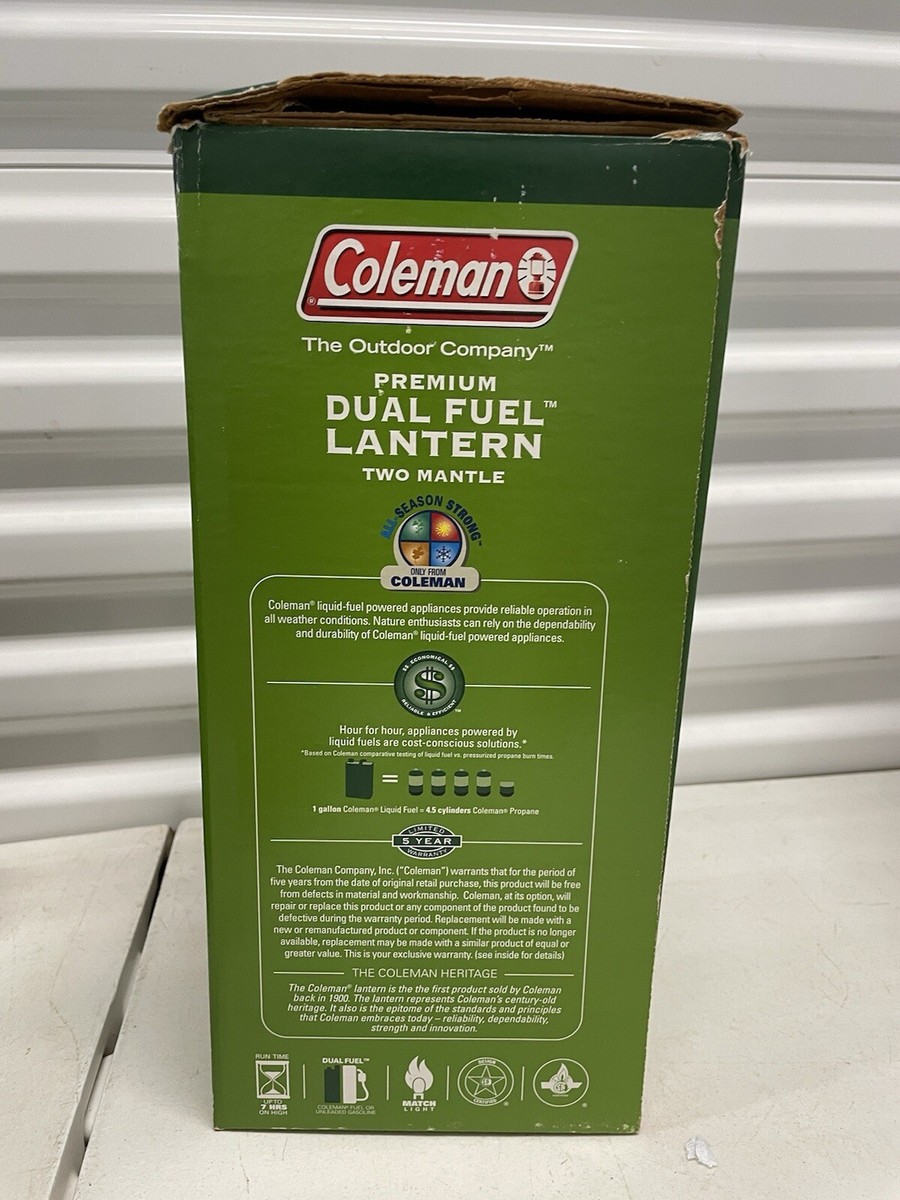 Coleman®
The Outdoor Company™
PREMIUM
DUAL FUEL™
LANTERN
TWO MANTLE
ALL-SEASON STRONG™
ONLY FROM
COLEMAN
Coleman® liquid-fuel powered appliances provide reliable operation in
all weather conditions. Nature enthusiasts can rely on the dependability
and durability of Coleman® liquid-fuel powered appliances.
$$ ECONOMICAL $$
$
RELIABLE & EFFICIENT™
Hour for hour, appliances powered by
liquid fuels are cost-conscious solutions.*
*Based on Coleman comparative testing of liquid fuel vs. pressurized propane burn times.
=
1 gallon Coleman® Liquid Fuel = 4.5 cylinders Coleman® Propane
LIMITED
5 YEAR
WARRANTY
The Coleman Company, Inc. ("Coleman") warrants that for the period of
five years from the date of original retail purchase, this product will be free
from defects in material and workmanship. Coleman, at its option, will
repair or replace this product or any component of the product found to be
defective during the warranty period. Replacement will be made with a
new or remanufactured product or component. If the product is no longer
available, replacement may be made with a similar product of equal or
greater value. This is your exclusive warranty. (see inside for details)
THE COLEMAN HERITAGE
The Coleman® lantern is the the first product sold by Coleman
back in 1900. The lantern represents Coleman's century-old
heritage. It also is the epitome of the standards and principles
that Coleman embraces today – reliability, dependability,
strength and innovation.
RUN TIME
UP TO
7 HRS
ON HIGH
DUAL FUEL™
COLEMAN® FUEL OR
UNLEADED GASOLINE
MATCH
LIGHT
DESIGN
CERTIFIED
®
®